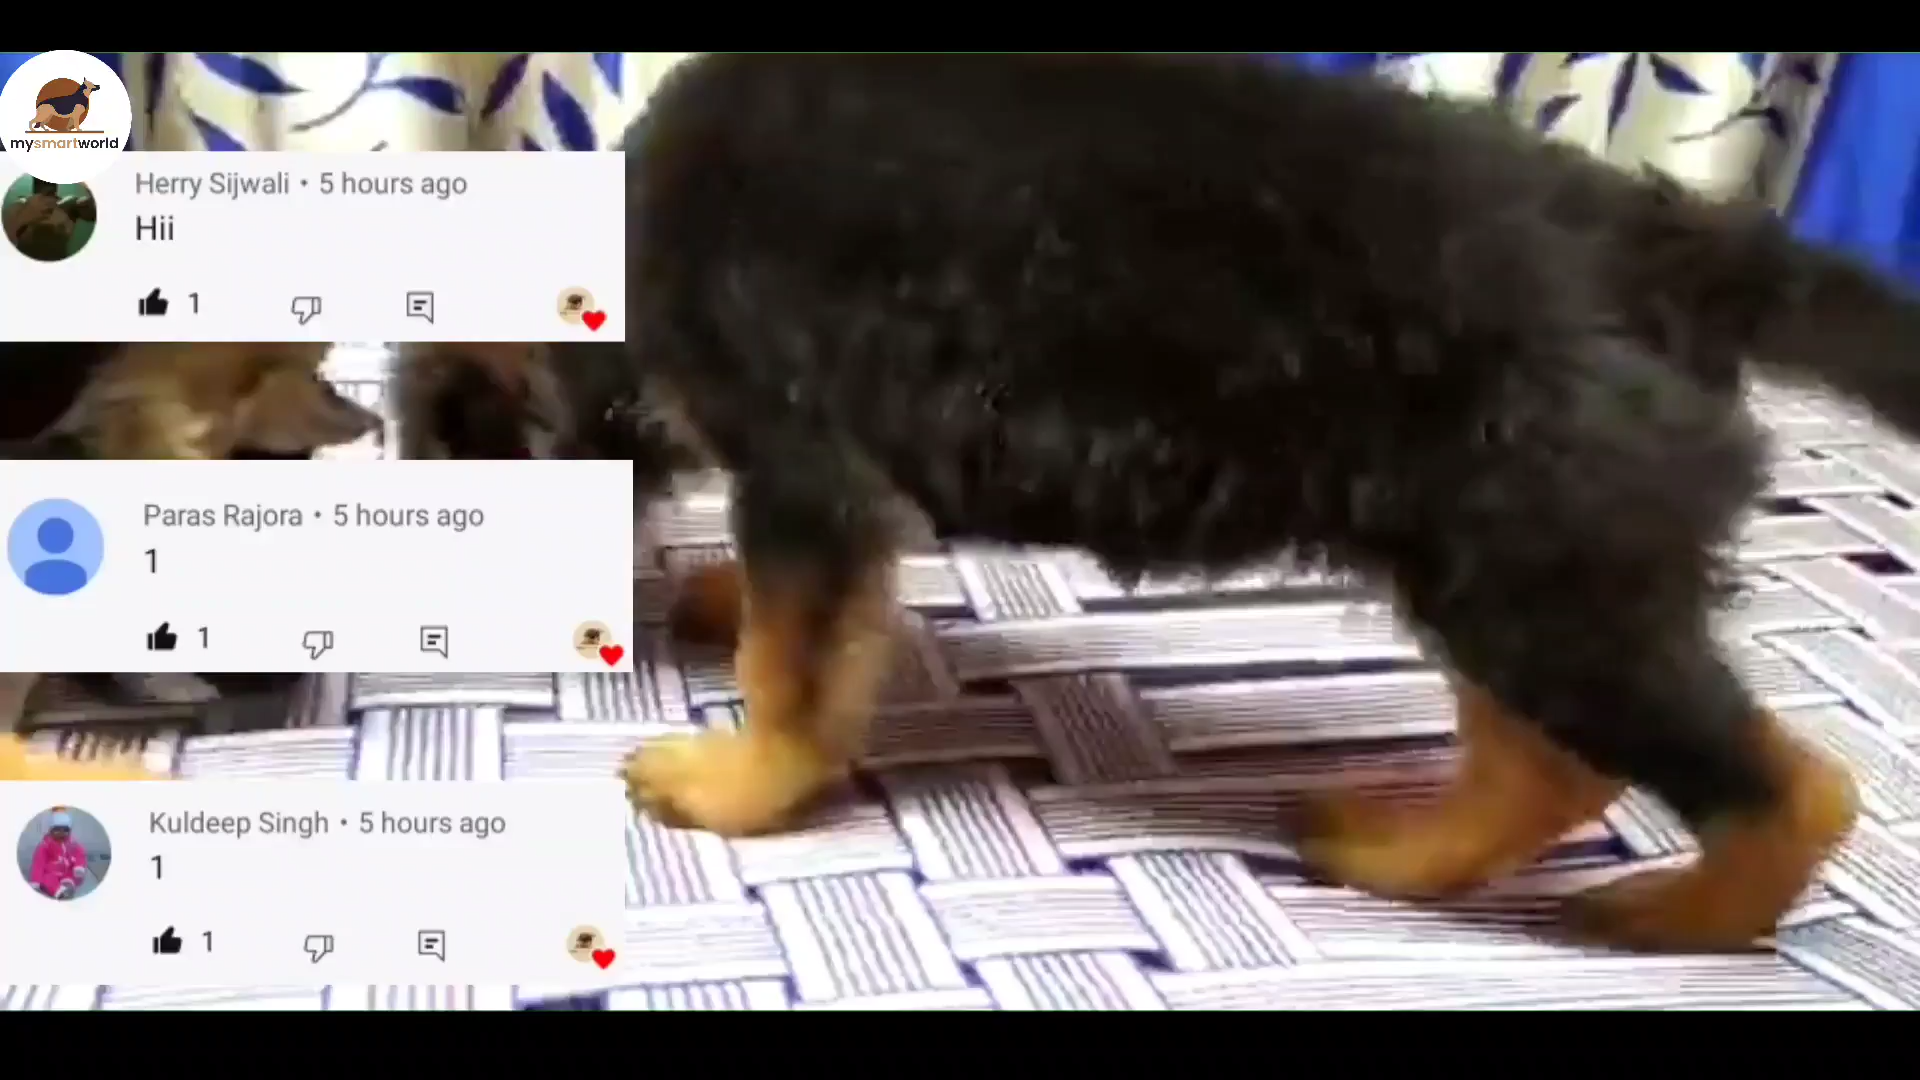 mysmartworld
Herry Sijwali • 5 hours ago
Hii
1
Paras Rajora • 5 hours ago
1
1
Kuldeep Singh • 5 hours ago
1
1